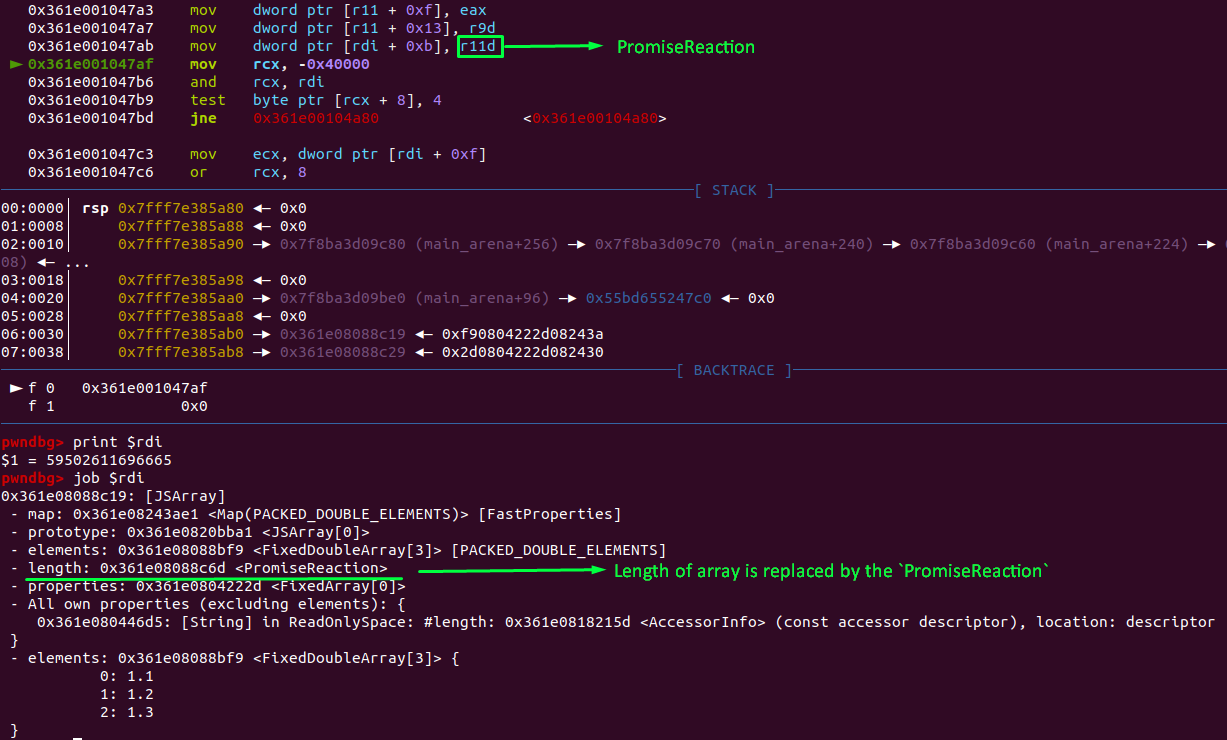 0x361e001047a3 mov dword ptr [r11 + 0xf], eax
0x361e001047a7 mov dword ptr [r11 + 0x13], r9d
0x361e001047ab mov dword ptr [rdi + 0xb], r11d PromiseReaction
► 0x361e001047af mov rcx, -0x40000
0x361e001047b6 and rcx, rdi
0x361e001047b9 test byte ptr [rcx + 8], 4
0x361e001047bd jne 0x361e00104a80 <0x361e00104a80>
0x361e001047c3 mov ecx, dword ptr [rdi + 0xf]
0x361e001047c6 or rcx, 8
[ STACK ]
00:0000│ rsp 0x7fff7e385a80 ◄— 0x0
01:0008│ 0x7fff7e385a88 ◄— 0x0
02:0010│ 0x7fff7e385a90 —► 0x7f8ba3d09c80 (main_arena+256) —► 0x7f8ba3d09c70 (main_arena+240) —► 0x7f8ba3d09c60 (main_arena+224) —►
08) ◄— ...
03:0018│ 0x7fff7e385a98 ◄— 0x0
04:0020│ 0x7fff7e385aa0 —► 0x7f8ba3d09be0 (main_arena+96) —► 0x55bd655247c0 ◄— 0x0
05:0028│ 0x7fff7e385aa8 ◄— 0x0
06:0030│ 0x7fff7e385ab0 —► 0x361e08088c19 ◄— 0xf90804222d08243a
07:0038│ 0x7fff7e385ab8 —► 0x361e08088c29 ◄— 0x2d0804222d082430
[ BACKTRACE ]
► f 0 0x361e001047af
f 1 0x0
pwndbg> print $rdi
$1 = 59502611696665
pwndbg> job $rdi
0x361e08088c19: [JSArray]
- map: 0x361e08243ae1 <Map(PACKED_DOUBLE_ELEMENTS)> [FastProperties]
- prototype: 0x361e0820bba1 <JSArray[0]>
- elements: 0x361e08088bf9 <FixedDoubleArray[3]> [PACKED_DOUBLE_ELEMENTS]
- length: 0x361e08088c6d <PromiseReaction> Length of array is replaced by the `PromiseReaction`
- properties: 0x361e0804222d <FixedArray[0]>
- All own properties (excluding elements): {
0x361e080446d5: [String] in ReadOnlySpace: #length: 0x361e0818215d <AccessorInfo> (const accessor descriptor), location: descriptor
}
- elements: 0x361e08088bf9 <FixedDoubleArray[3]> {
0: 1.1
1: 1.2
2: 1.3
}